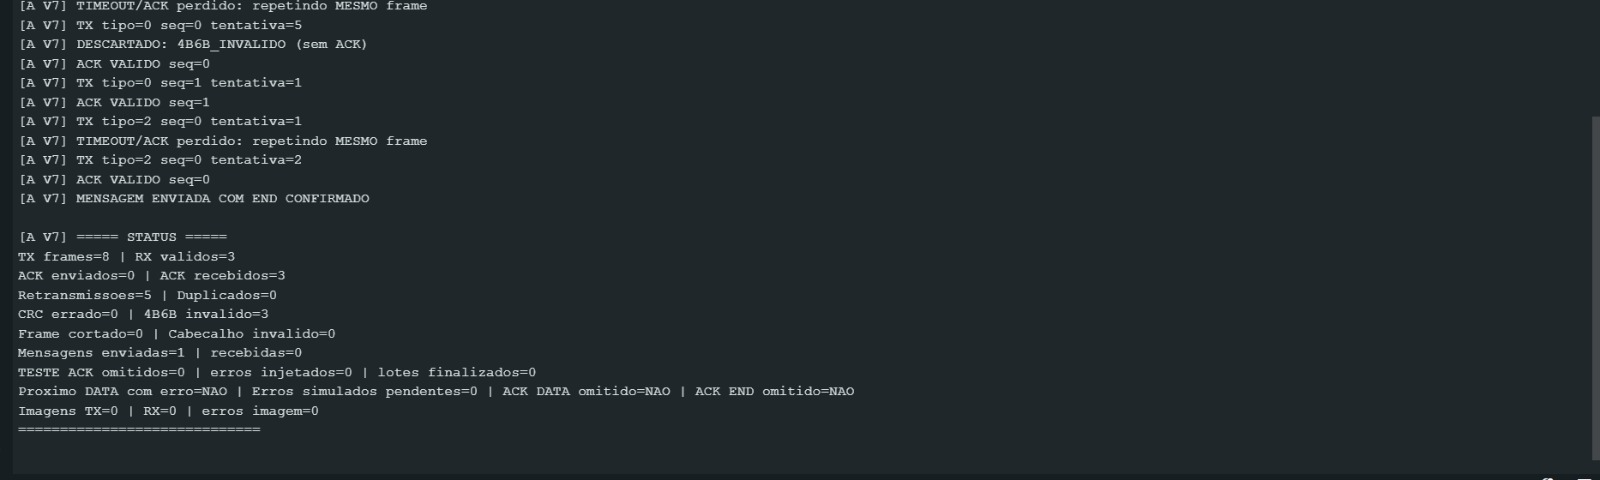 [A V7] TIMEOUT/ACK perdido: repetindo MESMO frame
[A V7] TX tipo=0 seq=0 tentativa=5
[A V7] DESCARTADO: 4B6B_INVALIDO (sem ACK)
[A V7] ACK VALIDO seq=0
[A V7] TX tipo=0 seq=1 tentativa=1
[A V7] ACK VALIDO seq=1
[A V7] TX tipo=2 seq=0 tentativa=1
[A V7] TIMEOUT/ACK perdido: repetindo MESMO frame
[A V7] TX tipo=2 seq=0 tentativa=2
[A V7] ACK VALIDO seq=0
[A V7] MENSAGEM ENVIADA COM END CONFIRMADO
[A V7] ===== STATUS =====
TX frames=8 | RX validos=3
ACK enviados=0 | ACK recebidos=3
Retransmissoes=5 | Duplicados=0
CRC errado=0 | 4B6B invalido=3
Frame cortado=0 | Cabecalho invalido=0
Mensagens enviadas=1 | recebidas=0
TESTE ACK omitidos=0 | erros injetados=0 | lotes finalizados=0
Proximo DATA com erro=NAO | Erros simulados pendentes=0 | ACK DATA omitido=NAO | ACK END omitido=NAO
Imagens TX=0 | RX=0 | erros imagem=0
=============================